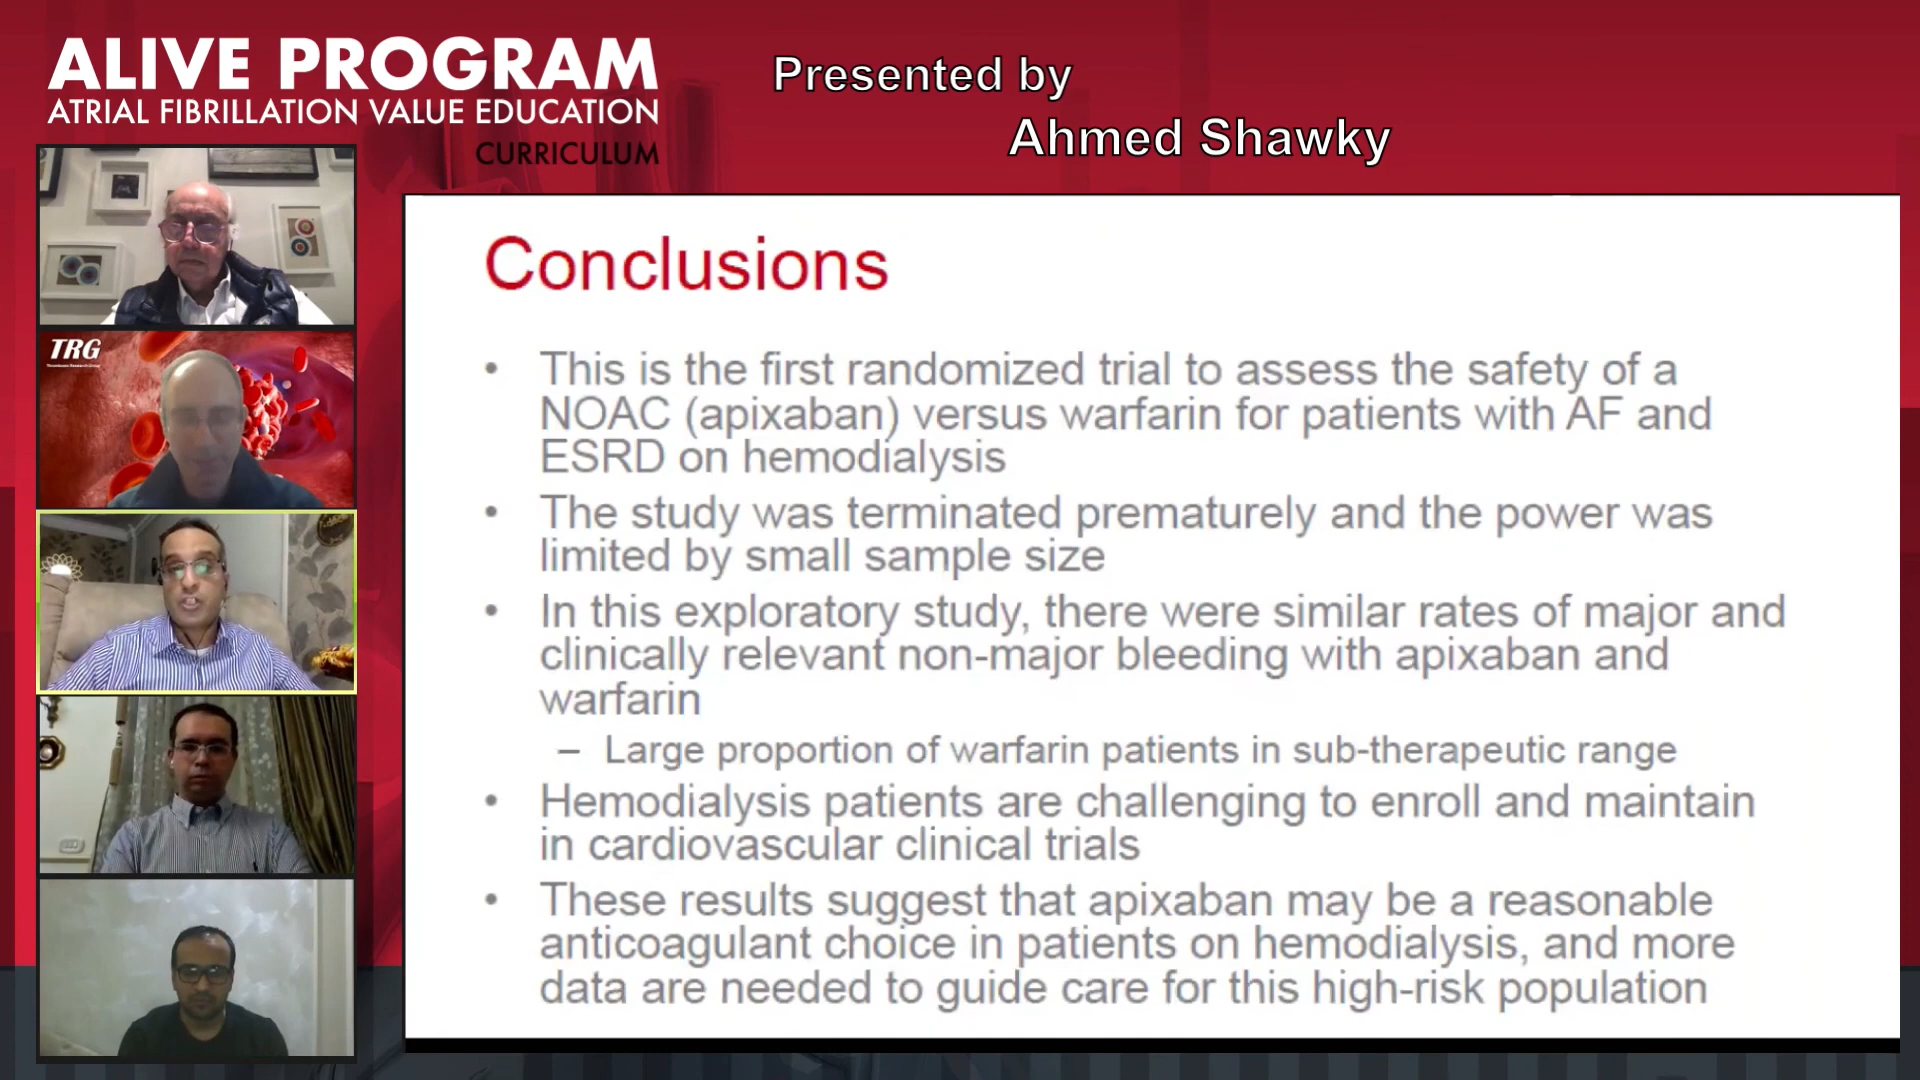 ALIVE PROGRAM
ATRIAL FIBRILLATION VALUE EDUCATION
CURRICULUM
Presented by
Ahmed Shawky
TRG
Conclusions
• This is the first randomized trial to assess the safety of a
NOAC (apixaban) versus warfarin for patients with AF and
ESRD on hemodialysis
• The study was terminated prematurely and the power was
limited by small sample size
• In this exploratory study, there were similar rates of major and
clinically relevant non-major bleeding with apixaban and
warfarin
– Large proportion of warfarin patients in sub-therapeutic range
• Hemodialysis patients are challenging to enroll and maintain
in cardiovascular clinical trials
• These results suggest that apixaban may be a reasonable
anticoagulant choice in patients on hemodialysis, and more
data are needed to guide care for this high-risk population